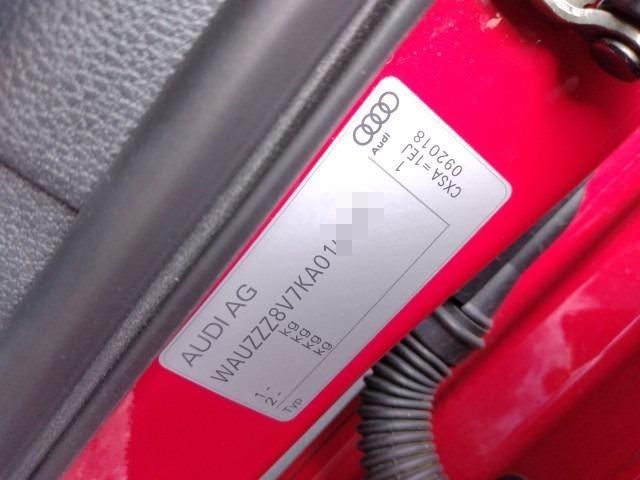 AUDI AG
WAUZZZ8V7KA01
kg
kg
1- kg
2- kg
Typ
Audi
1
CXSA = 1EJ
092018